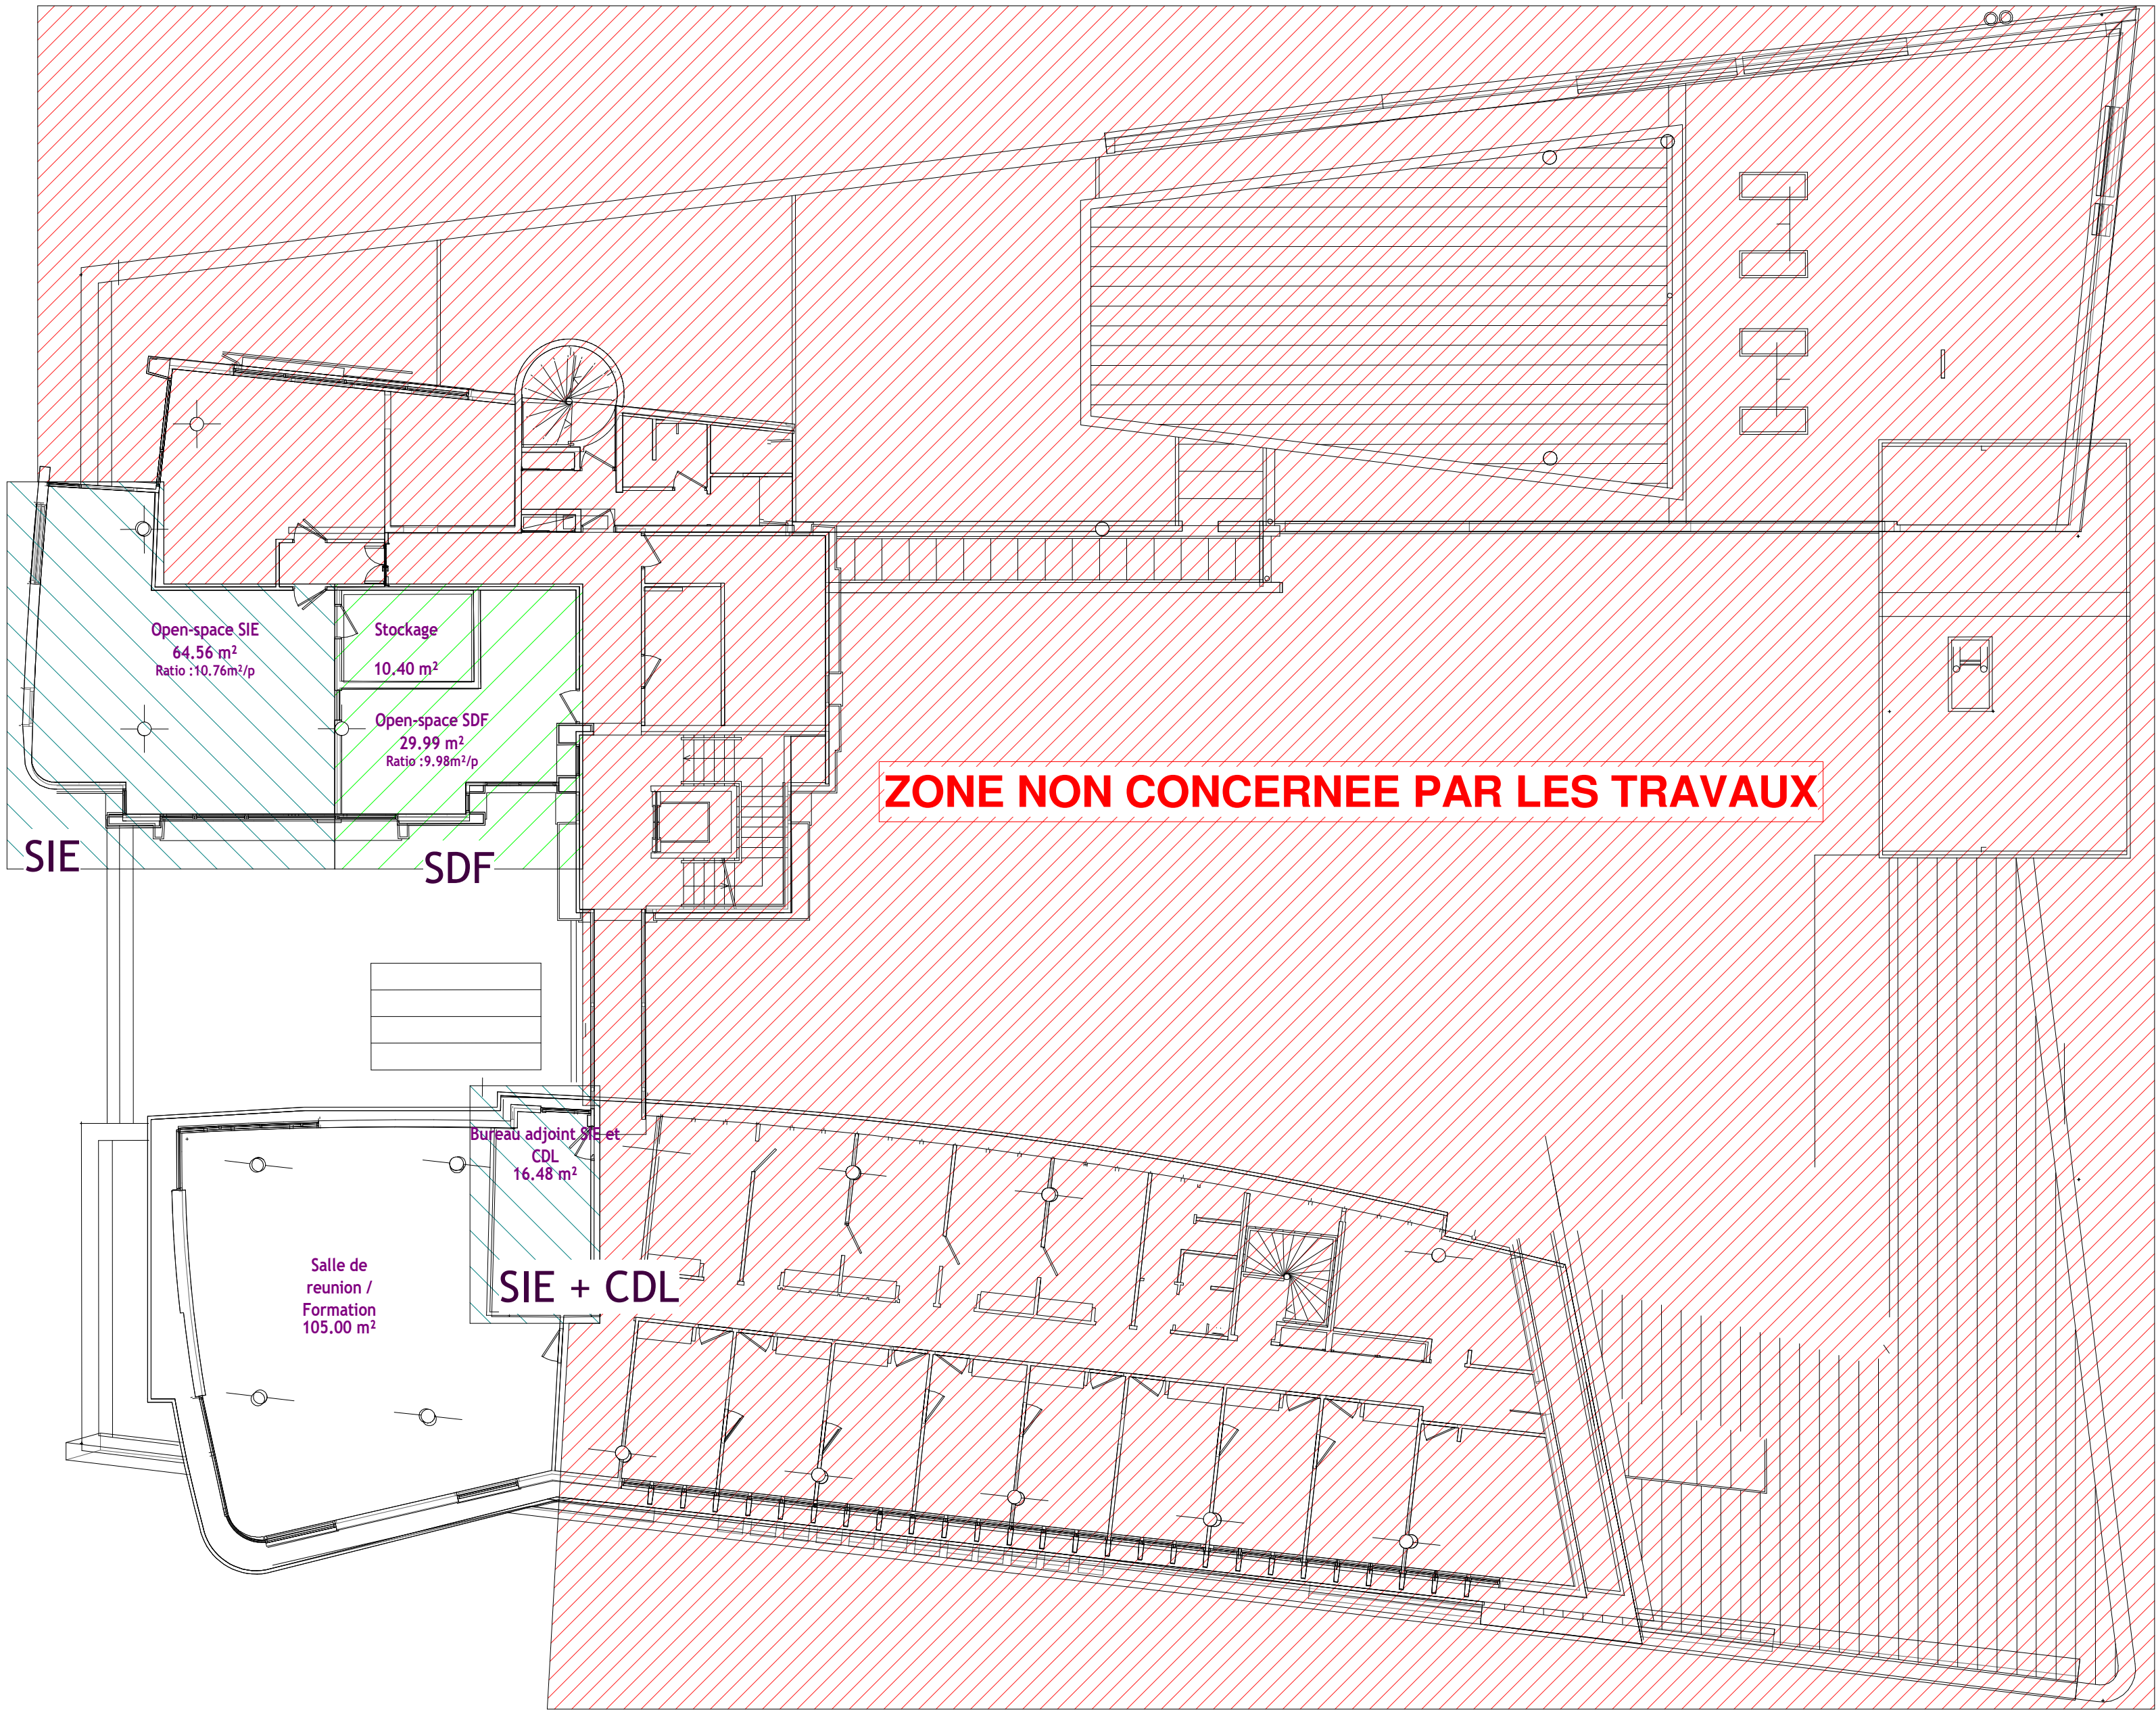 Open-space SIE
64.56 m²
Ratio :10.76m²/p
Stockage
10.40 m²
Open-space SDF
29.99 m²
Ratio :9.98m²/p
ZONE NON CONCERNEE PAR LES TRAVAUX
SIE
SDF
Bureau adjoint SIE et
CDL
16.48 m²
SIE + CDL
Salle de
reunion /
Formation
105.00 m²